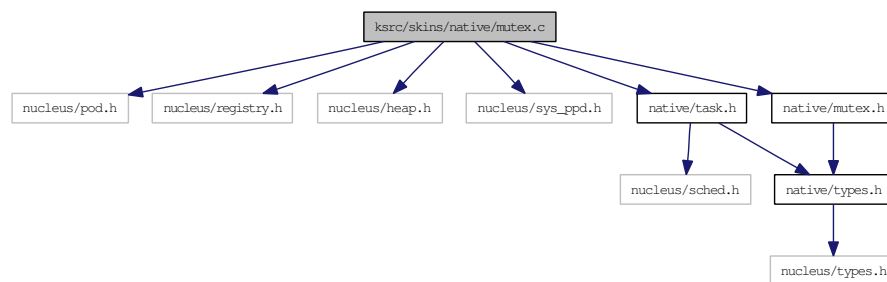 ksrc/skins/native/mutex.c
nucleus/pod.h
nucleus/registry.h
nucleus/heap.h
nucleus/sys_ppd.h
native/task.h
native/mutex.h
nucleus/sched.h
native/types.h
nucleus/types.h